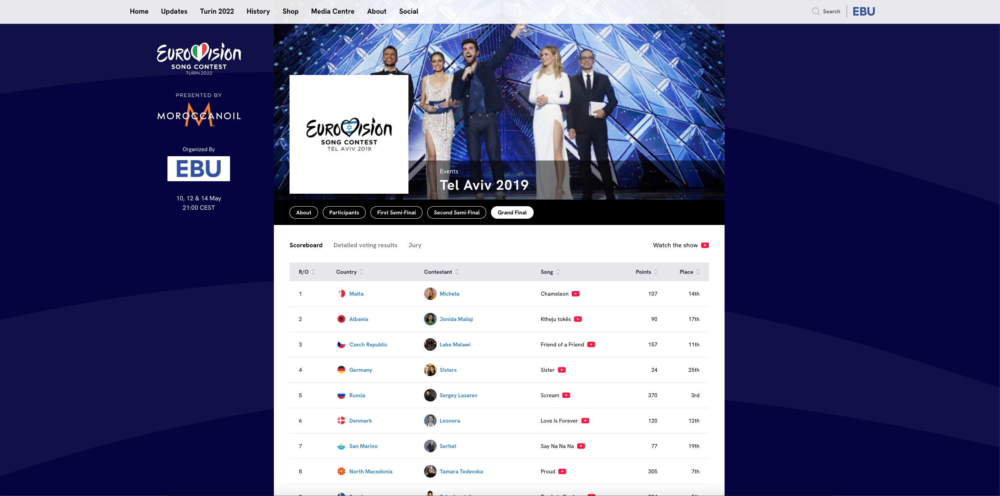 Home Updates Turin 2022 History Shop Media Centre About Social Search EBU
EUROVISION
SONG CONTEST
TURIN 2022
PRESENTED BY
MOROCCANOIL
Organized By
EBU
10, 12 & 14 May
21:00 CEST
EUROVISION
SONG CONTEST
TEL AVIV 2019
Events
Tel Aviv 2019
About Participants First Semi-Final Second Semi-Final Grand Final
Scoreboard Detailed voting results Jury Watch the show
R/O Country Contestant Song Points Place
1 Malta Michela Chameleon 107 14th
2 Albania Jonida Maliqi Ktheju tokës 90 17th
3 Czech Republic Lake Malawi Friend of a Friend 157 11th
4 Germany S!sters Sister 24 25th
5 Russia Sergey Lazarev Scream 370 3rd
6 Denmark Leonora Love Is Forever 120 12th
7 San Marino Serhat Say Na Na Na 77 19th
8 North Macedonia Tamara Todevska Proud 305 7th